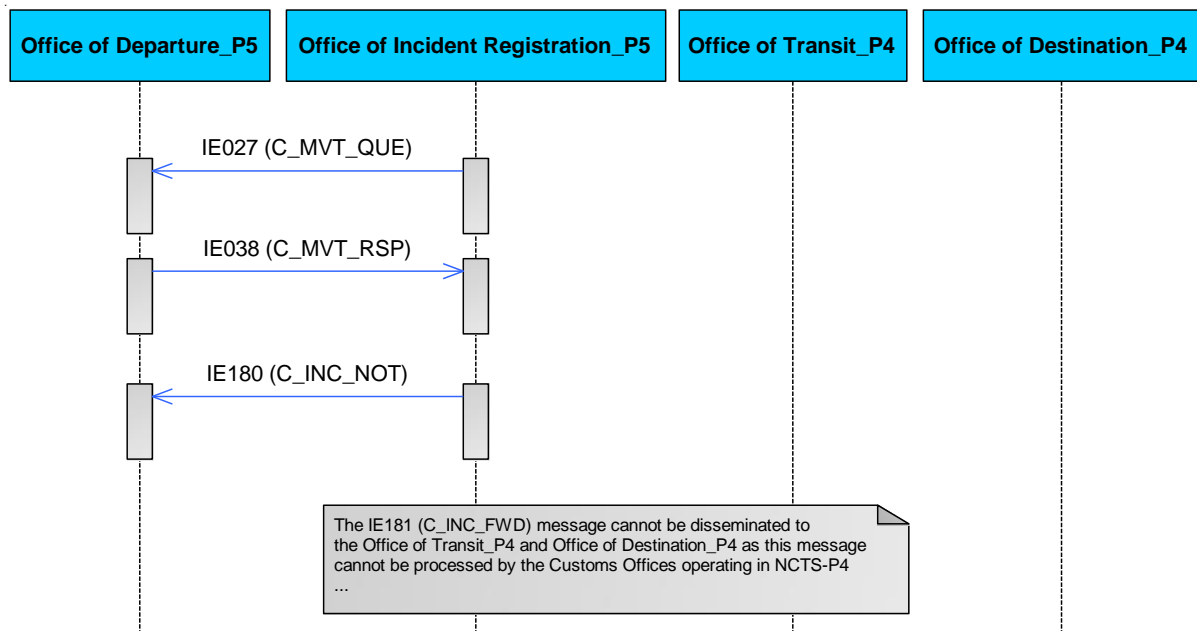 Office of Departure_P5
Office of Incident Registration_P5
Office of Transit_P4
Office of Destination_P4
IE027 (C_MVT_QUE)
IE038 (C_MVT_RSP)
IE180 (C_INC_NOT)
The IE181 (C_INC_FWD) message cannot be disseminated to
the Office of Transit_P4 and Office of Destination_P4 as this message
cannot be processed by the Customs Offices operating in NCTS-P4
...